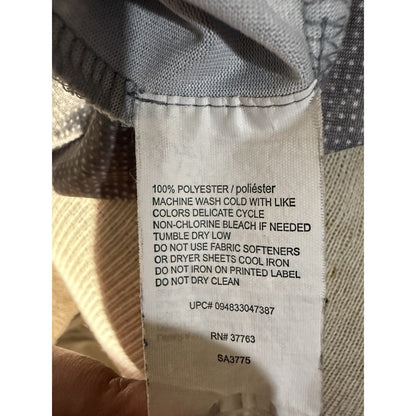 100% POLYESTER / poliéster
MACHINE WASH COLD WITH LIKE
COLORS DELICATE CYCLE
NON-CHLORINE BLEACH IF NEEDED
TUMBLE DRY LOW
DO NOT USE FABRIC SOFTENERS
OR DRYER SHEETS COOL IRON
DO NOT IRON ON PRINTED LABEL
DO NOT DRY CLEAN
UPC# 094833047387
RN# 37763
SA3775